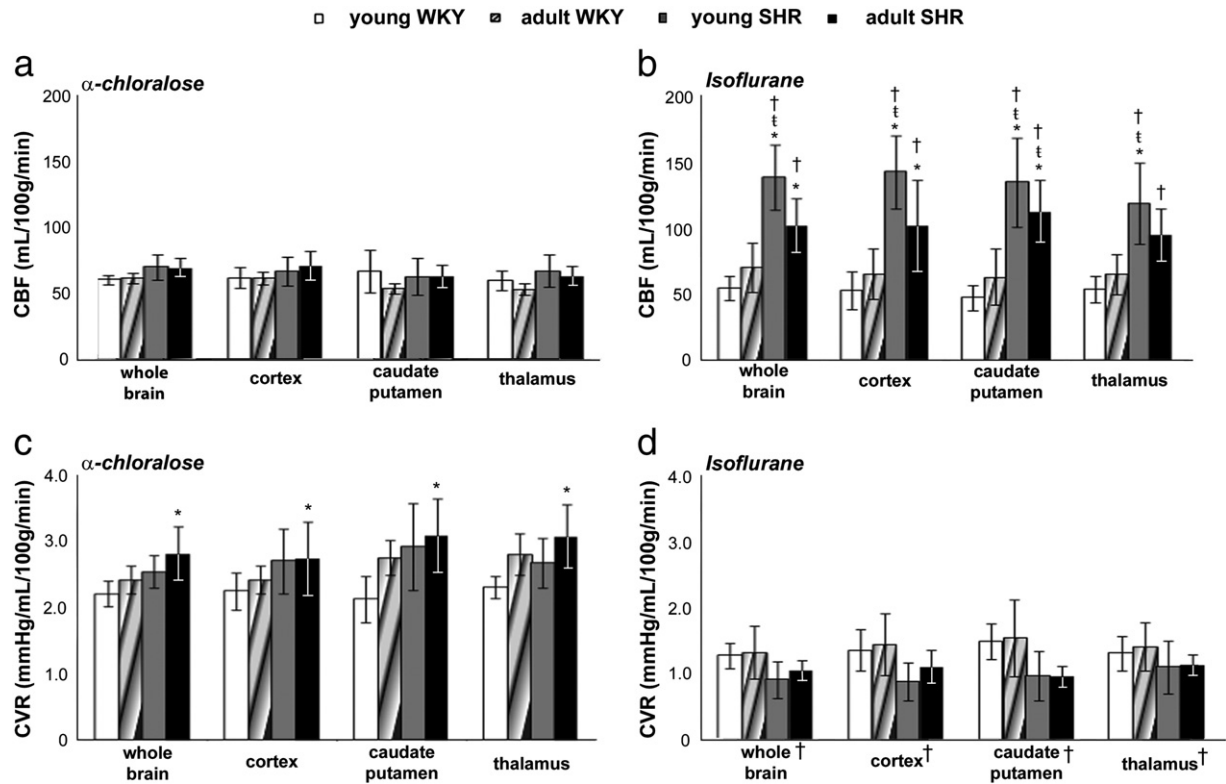 young WKY adult WKY young SHR adult SHR
a
α-chloralose
CBF (mL/100g/min)
200
150
100
50
0
whole
brain
cortex
caudate
putamen
thalamus
b
Isoflurane
CBF (mL/100g/min)
200
150
100
50
0
†
ŧ
*
†
*
†
ŧ
*
†
*
†
ŧ
*
†
ŧ
*
†
ŧ
*
†
whole
brain
cortex
caudate
putamen
thalamus
c
α-chloralose
CVR (mmHg/mL/100g/min)
4.0
3.0
2.0
1.0
0
*
*
*
*
whole
brain
cortex
caudate
putamen
thalamus
d
Isoflurane
CVR (mmHg/mL/100g/min)
4.0
3.0
2.0
1.0
0
whole †
brain
cortex†
caudate †
putamen
thalamus†